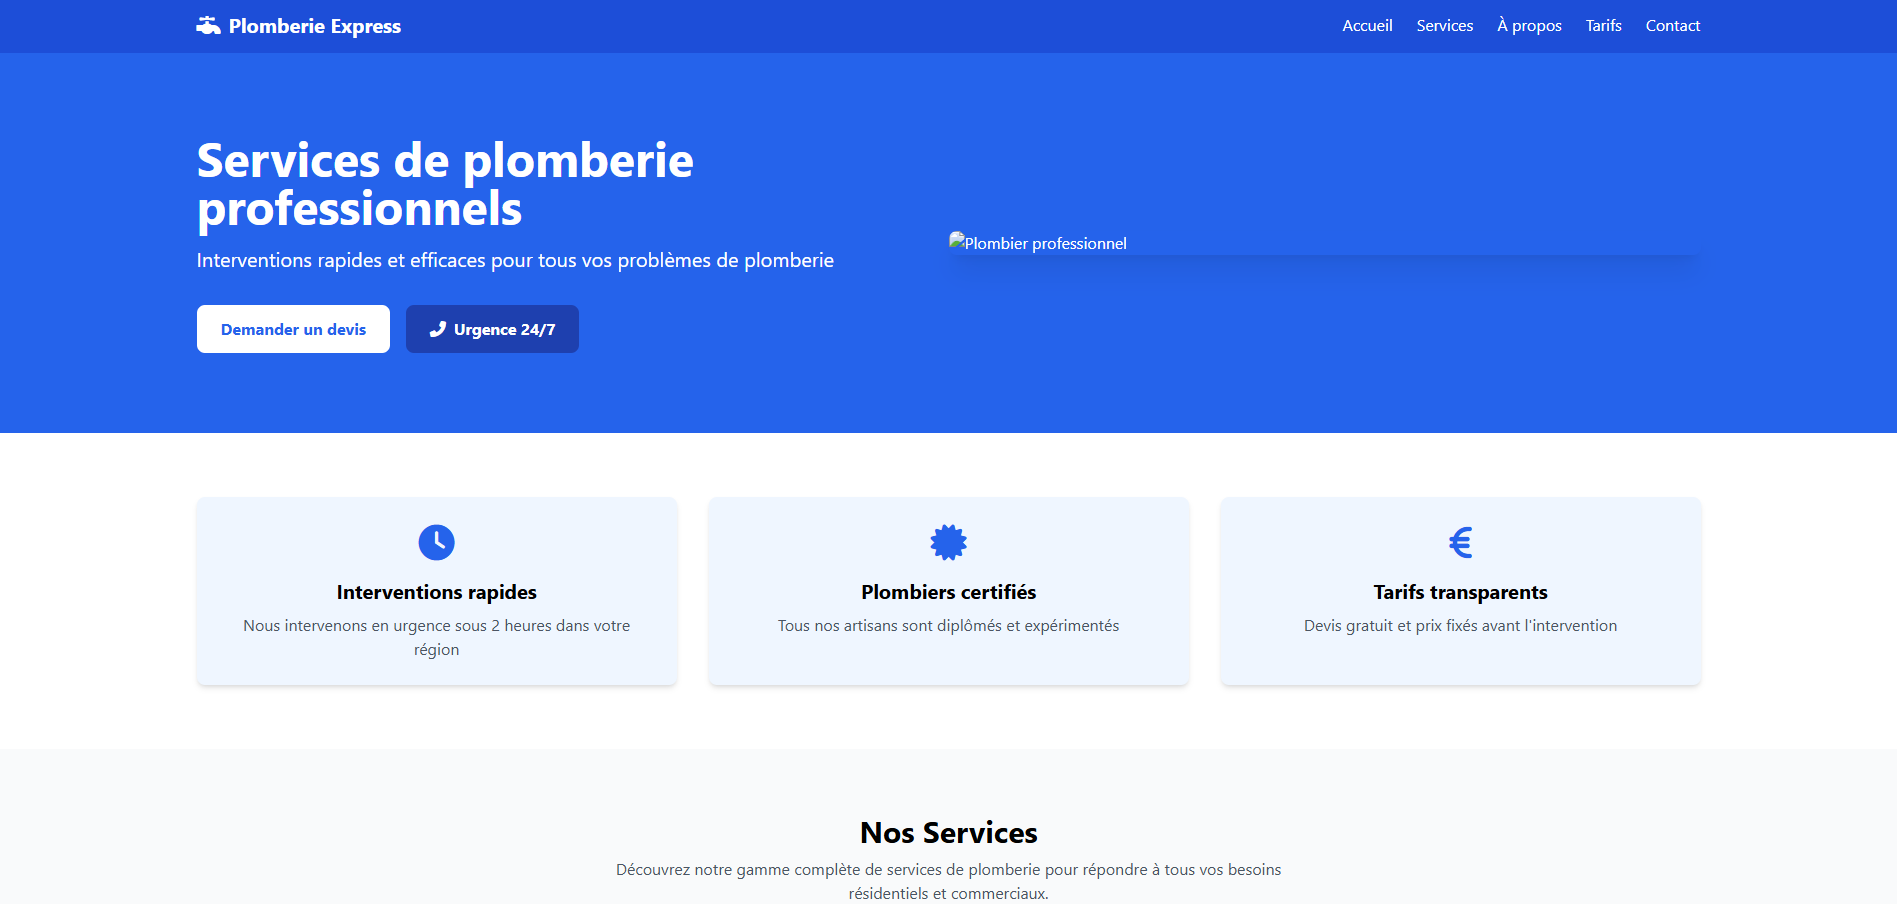 Plomberie Express
Accueil Services À propos Tarifs Contact
Services de plomberie
professionnels
Interventions rapides et efficaces pour tous vos problèmes de plomberie
Demander un devis
Urgence 24/7
Plombier professionnel
Interventions rapides
Nous intervenons en urgence sous 2 heures dans votre
région
Plombiers certifiés
Tous nos artisans sont diplômés et expérimentés
Tarifs transparents
Devis gratuit et prix fixés avant l'intervention
Nos Services
Découvrez notre gamme complète de services de plomberie pour répondre à tous vos besoins
résidentiels et commerciaux.